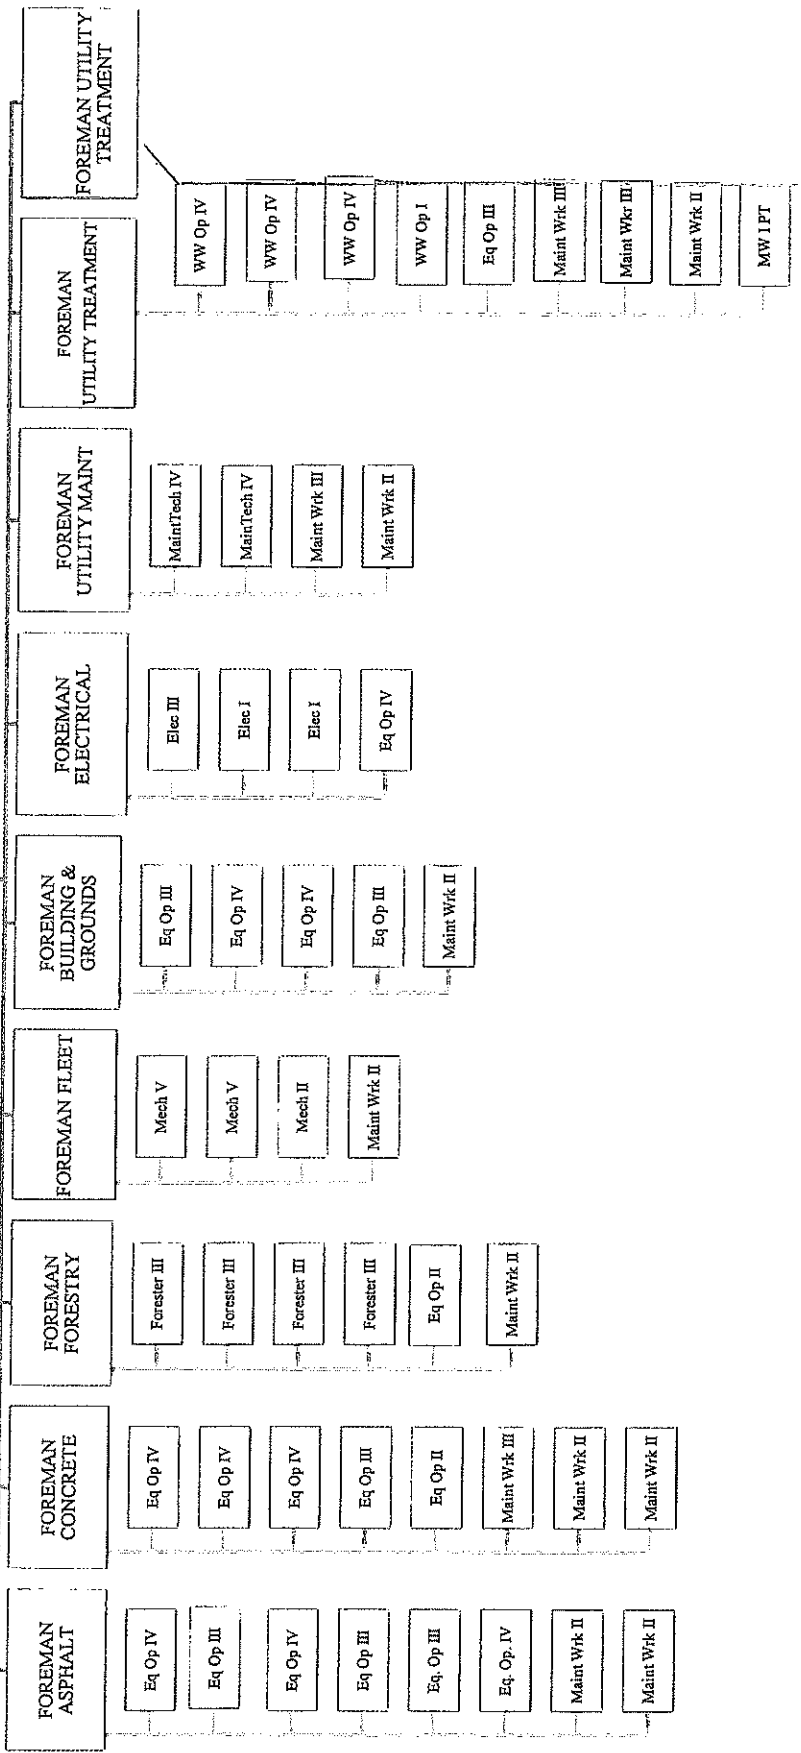 FOREMAN
ASPHALT
Eq Op IV
Eq Op III
Eq Op IV
Eq Op III
Eq. Op. III
Eq. Op. IV
Maint Wrk II
Maint Wrk II
FOREMAN
CONCRETE
Eq Op IV
Eq Op IV
Eq Op IV
Eq Op III
Eq Op II
Maint Wrk III
Maint Wrk II
Maint Wrk II
FOREMAN
FORESTRY
Forester III
Forester III
Forester III
Forester III
Eq Op II
Maint Wrk II
FOREMAN FLEET
Mech V
Mech V
Mech II
Maint Wrk II
FOREMAN
BUILDING &
GROUNDS
Eq Op III
Eq Op IV
Eq Op IV
Eq Op III
Maint Wrk II
FOREMAN
ELECTRICAL
Elec III
Elec I
Elec I
Eq Op IV
FOREMAN
UTILITY MAINT
MaintTech IV
MainTech IV
Maint Wrk III
Maint Wrk II
FOREMAN
UTILITY TREATMENT
FOREMAN UTILITY
TREATMENT
WW Op IV
WW Op IV
WW Op IV
WW Op I
Eq Op III
Maint Wrk III
Maint Wkr III
Maint Wrk II
MW I PT